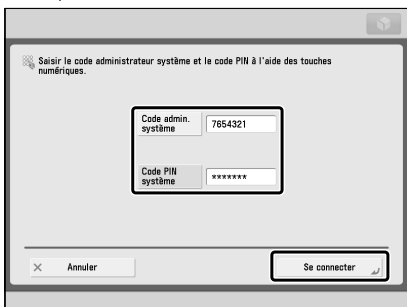 Saisir le code administrateur système et le code PIN à l'aide des touches
numériques.
Code admin.
système
7654321
Code PIN
système
*******
Annuler
Se connecter